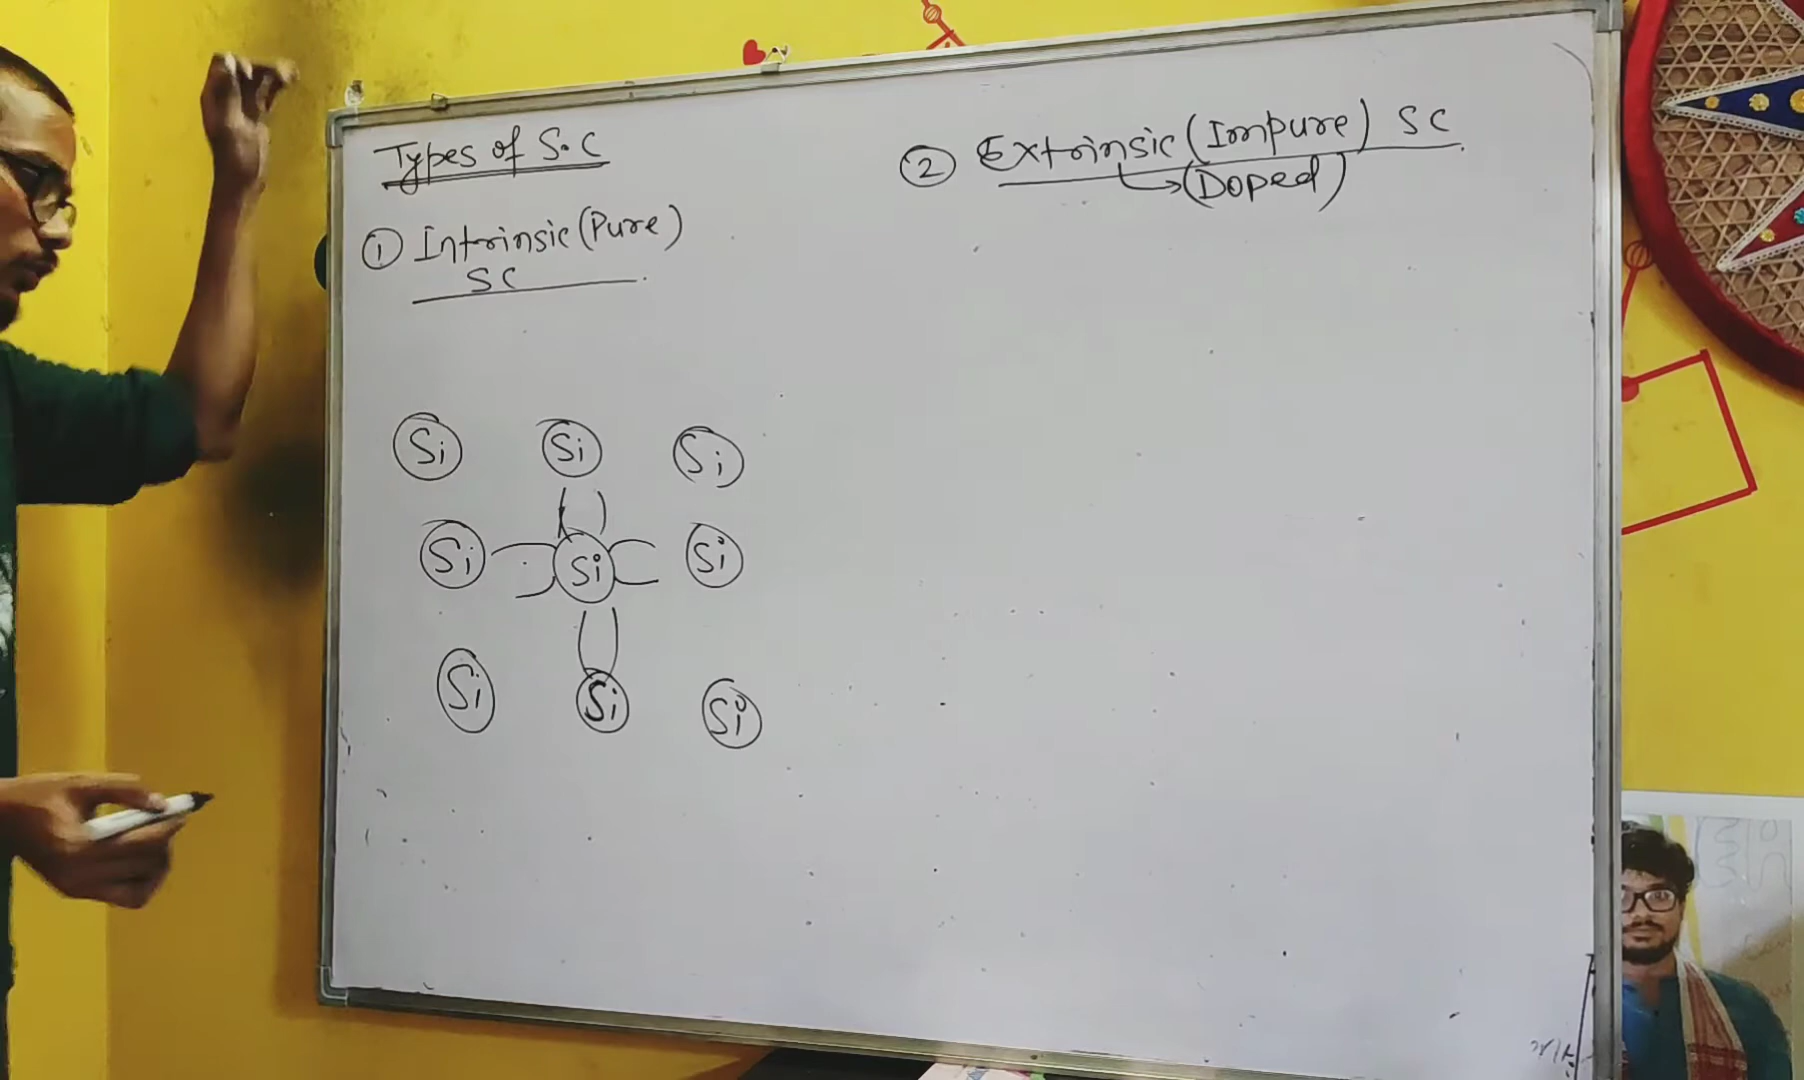 Types of S.C
① Intrinsic (Pure)
SC
Si Si Si
Si Si Si
Si Si Si
② Extrinsic (Impure) SC
(Doped)